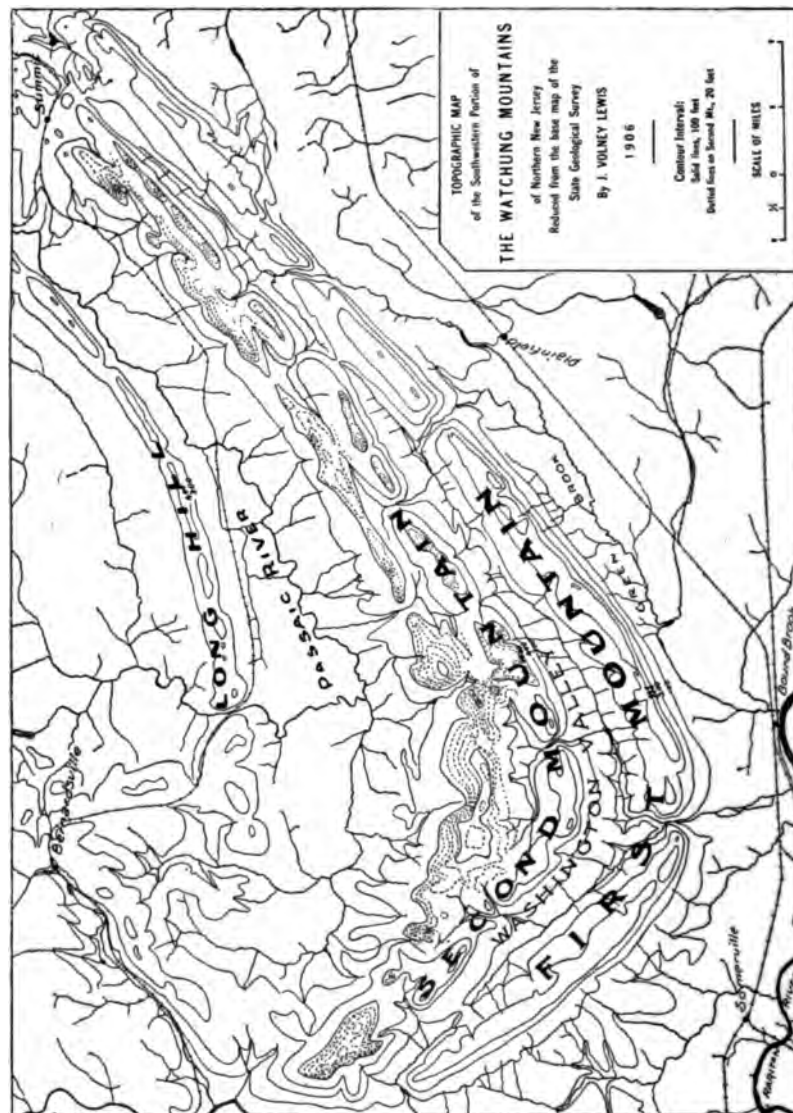 TOPOGRAPHIC MAP
of the Southwestern Portion of
THE WATCHUNG MOUNTAINS
of Northern New Jersey
Reduced from the base map of the
State Geological Survey
By J. VOLNEY LEWIS
1906
Contour Interval:
Solid lines, 100 feet
Dotted lines on Second Mt., 20 feet
SCALE OF MILES
Summit
LONG HILL
PASSAIC RIVER
Bernardsville
Plainfield
GREEN BROOK
SECOND MOUNTAIN
WASHINGTON VALLEY
FIRST MOUNTAIN
Bound Brook
Somerville